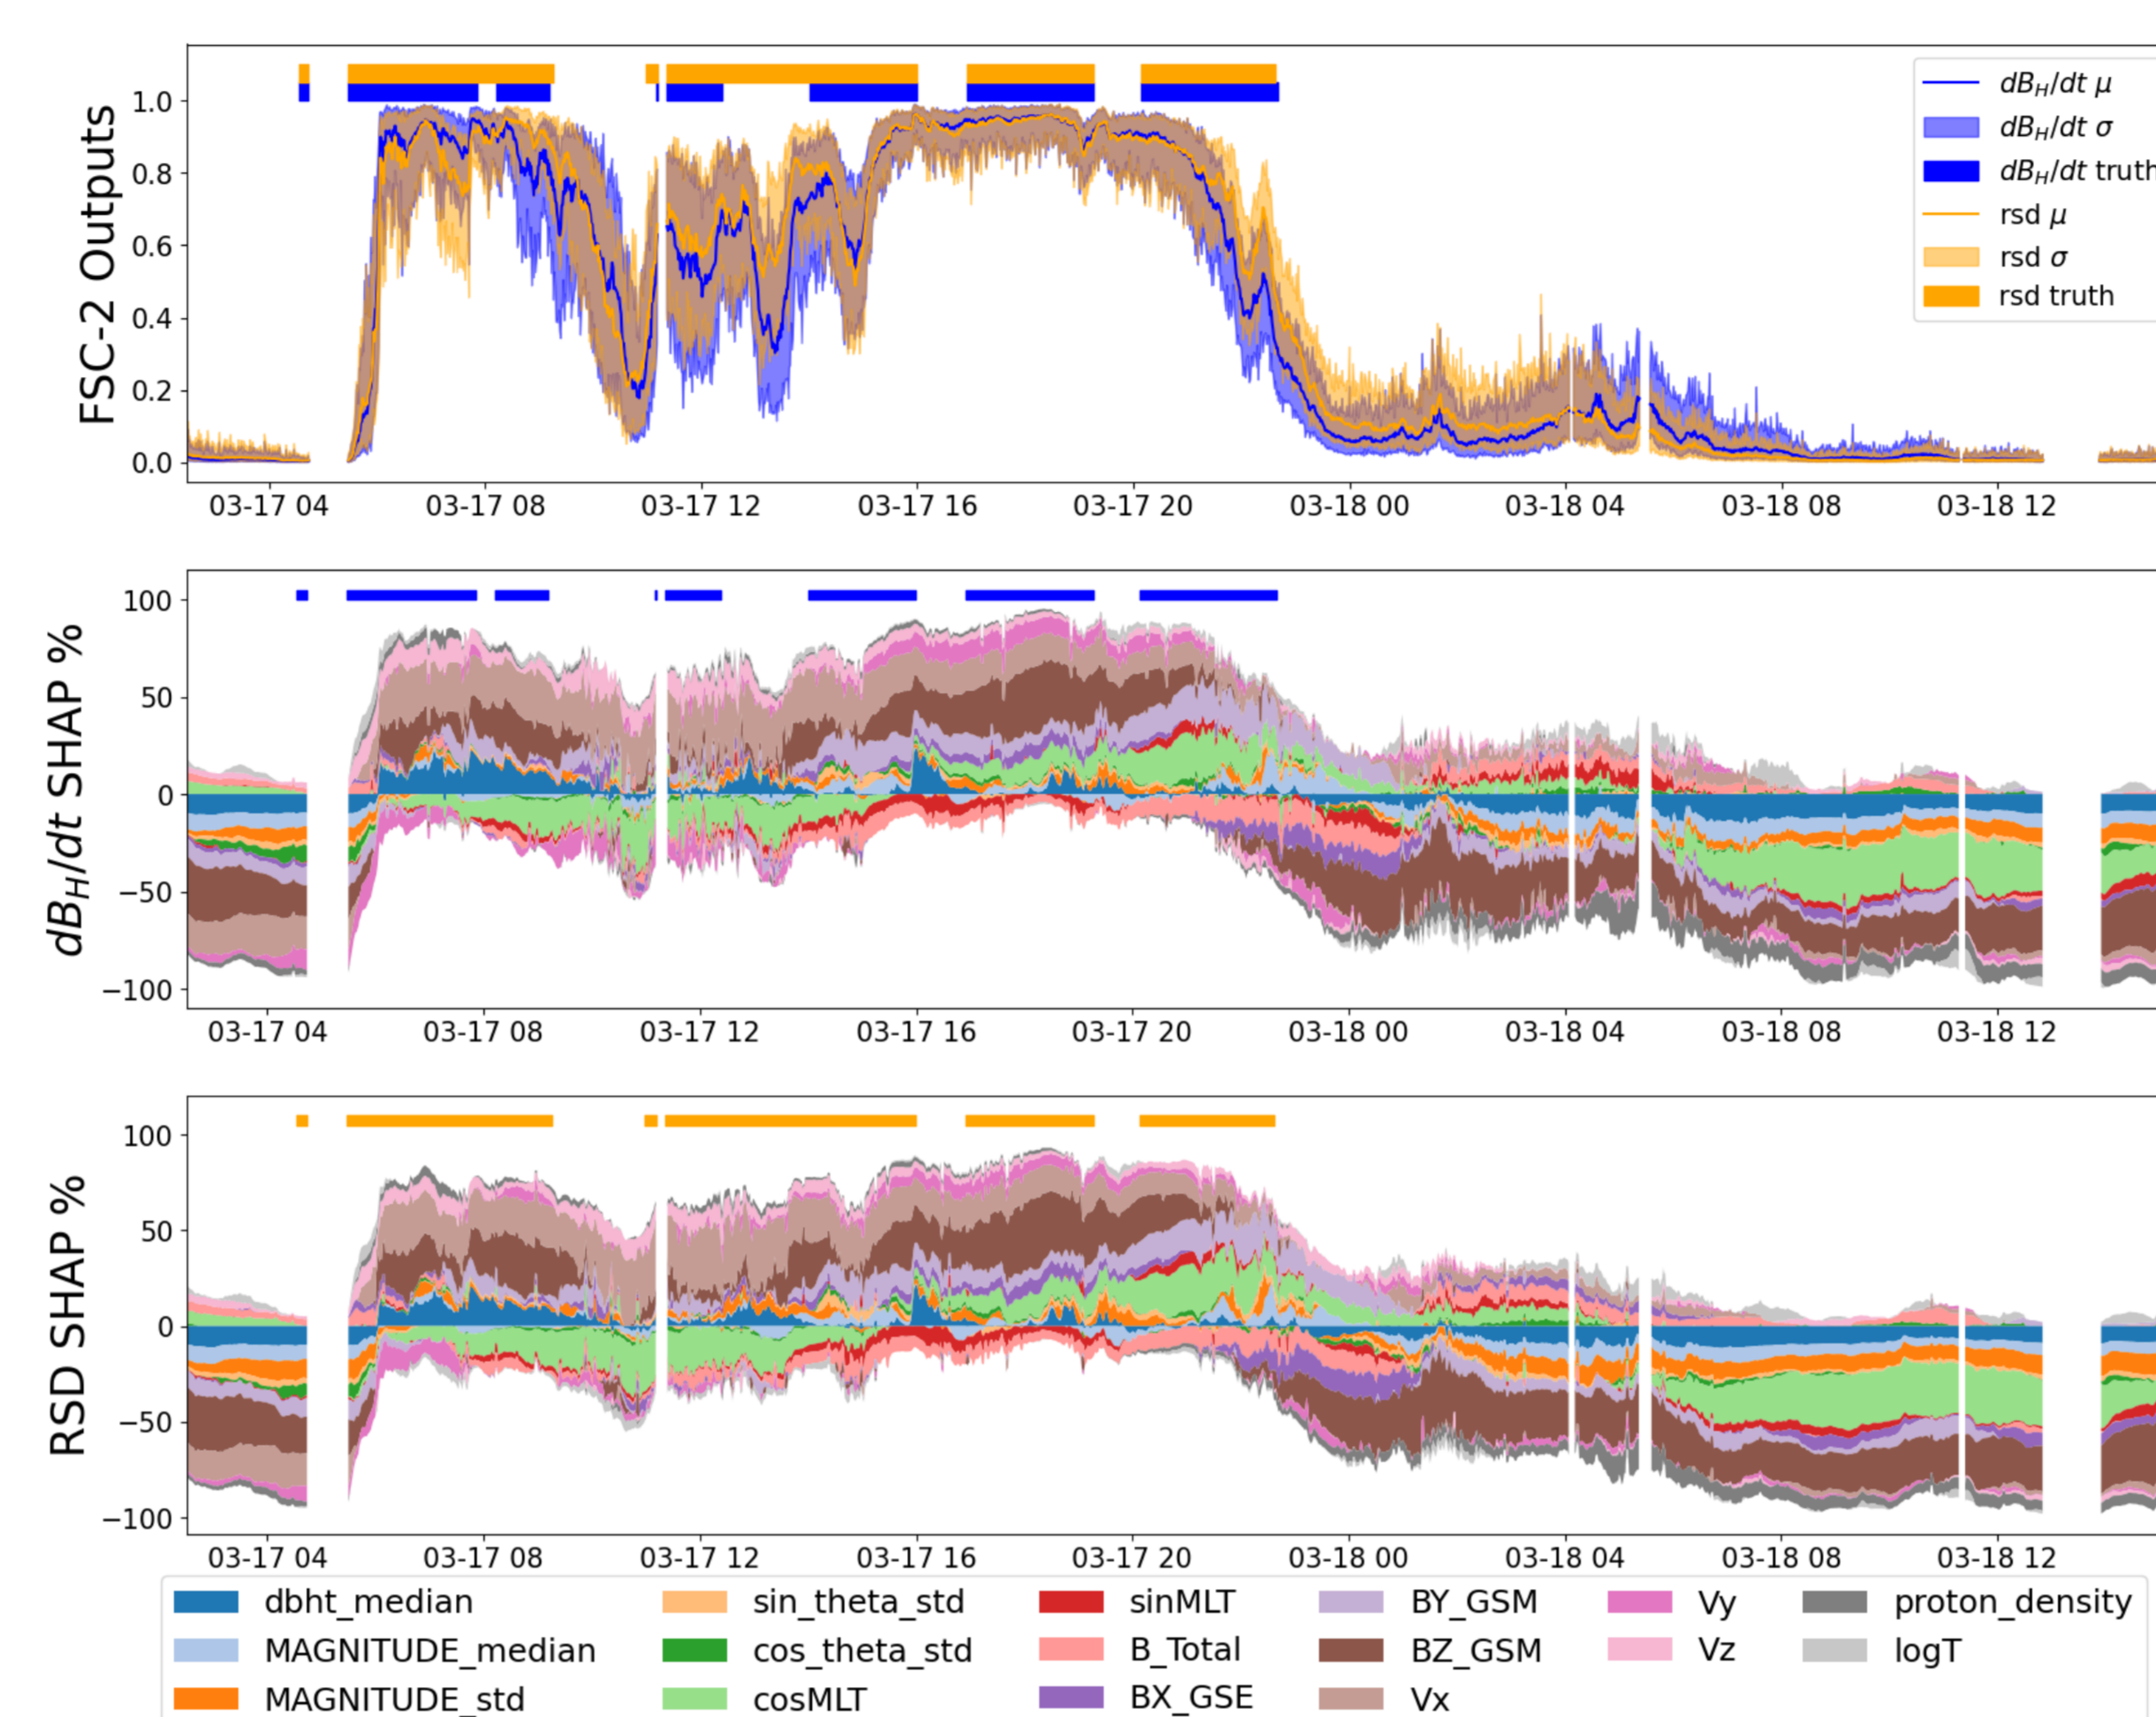 FSC-2 Outputs
1.0
0.8
0.6
0.4
0.2
0.0
dB_H/dt μ
dB_H/dt σ
dB_H/dt truth
rsd μ
rsd σ
rsd truth
03-17 04 03-17 08 03-17 12 03-17 16 03-17 20 03-18 00 03-18 04 03-18 08 03-18 12
dB_H/dt SHAP %
100
50
0
−50
−100
03-17 04 03-17 08 03-17 12 03-17 16 03-17 20 03-18 00 03-18 04 03-18 08 03-18 12
RSD SHAP %
100
50
0
−50
−100
03-17 04 03-17 08 03-17 12 03-17 16 03-17 20 03-18 00 03-18 04 03-18 08 03-18 12
dbht_median sin_theta_std sinMLT BY_GSM Vy proton_density
MAGNITUDE_median cos_theta_std B_Total BZ_GSM Vz logT
MAGNITUDE_std cosMLT BX_GSE Vx